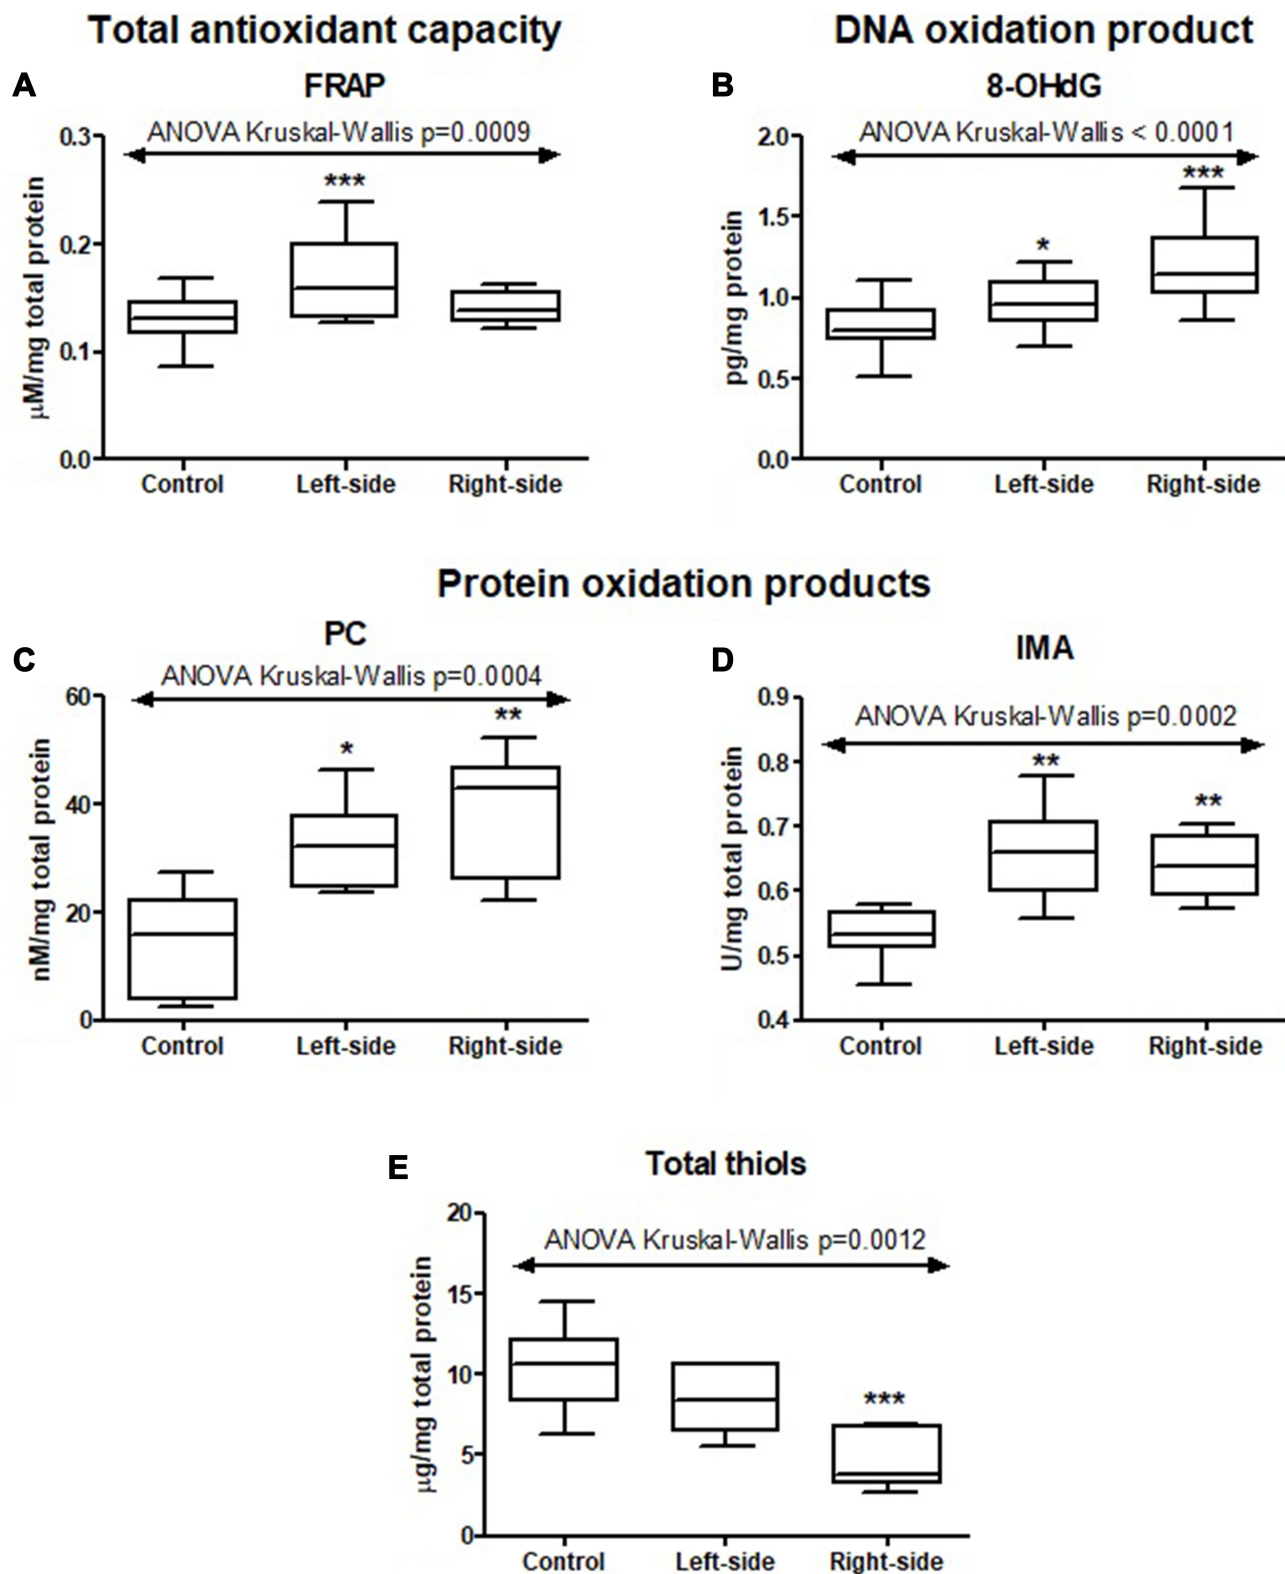 Total antioxidant capacity
DNA oxidation product
A
FRAP
ANOVA Kruskal-Wallis p=0.0009
***
0.3
0.2
0.1
0.0
µM/mg total protein
Control
Left-side
Right-side
B
8-OHdG
ANOVA Kruskal-Wallis < 0.0001
*
***
2.0
1.5
1.0
0.5
0.0
pg/mg protein
Control
Left-side
Right-side
Protein oxidation products
C
PC
ANOVA Kruskal-Wallis p=0.0004
*
**
60
40
20
0
nM/mg total protein
Control
Left-side
Right-side
D
IMA
ANOVA Kruskal-Wallis p=0.0002
**
**
0.9
0.8
0.7
0.6
0.5
0.4
U/mg total protein
Control
Left-side
Right-side
E
Total thiols
ANOVA Kruskal-Wallis p=0.0012
***
20
15
10
5
0
µg/mg total protein
Control
Left-side
Right-side